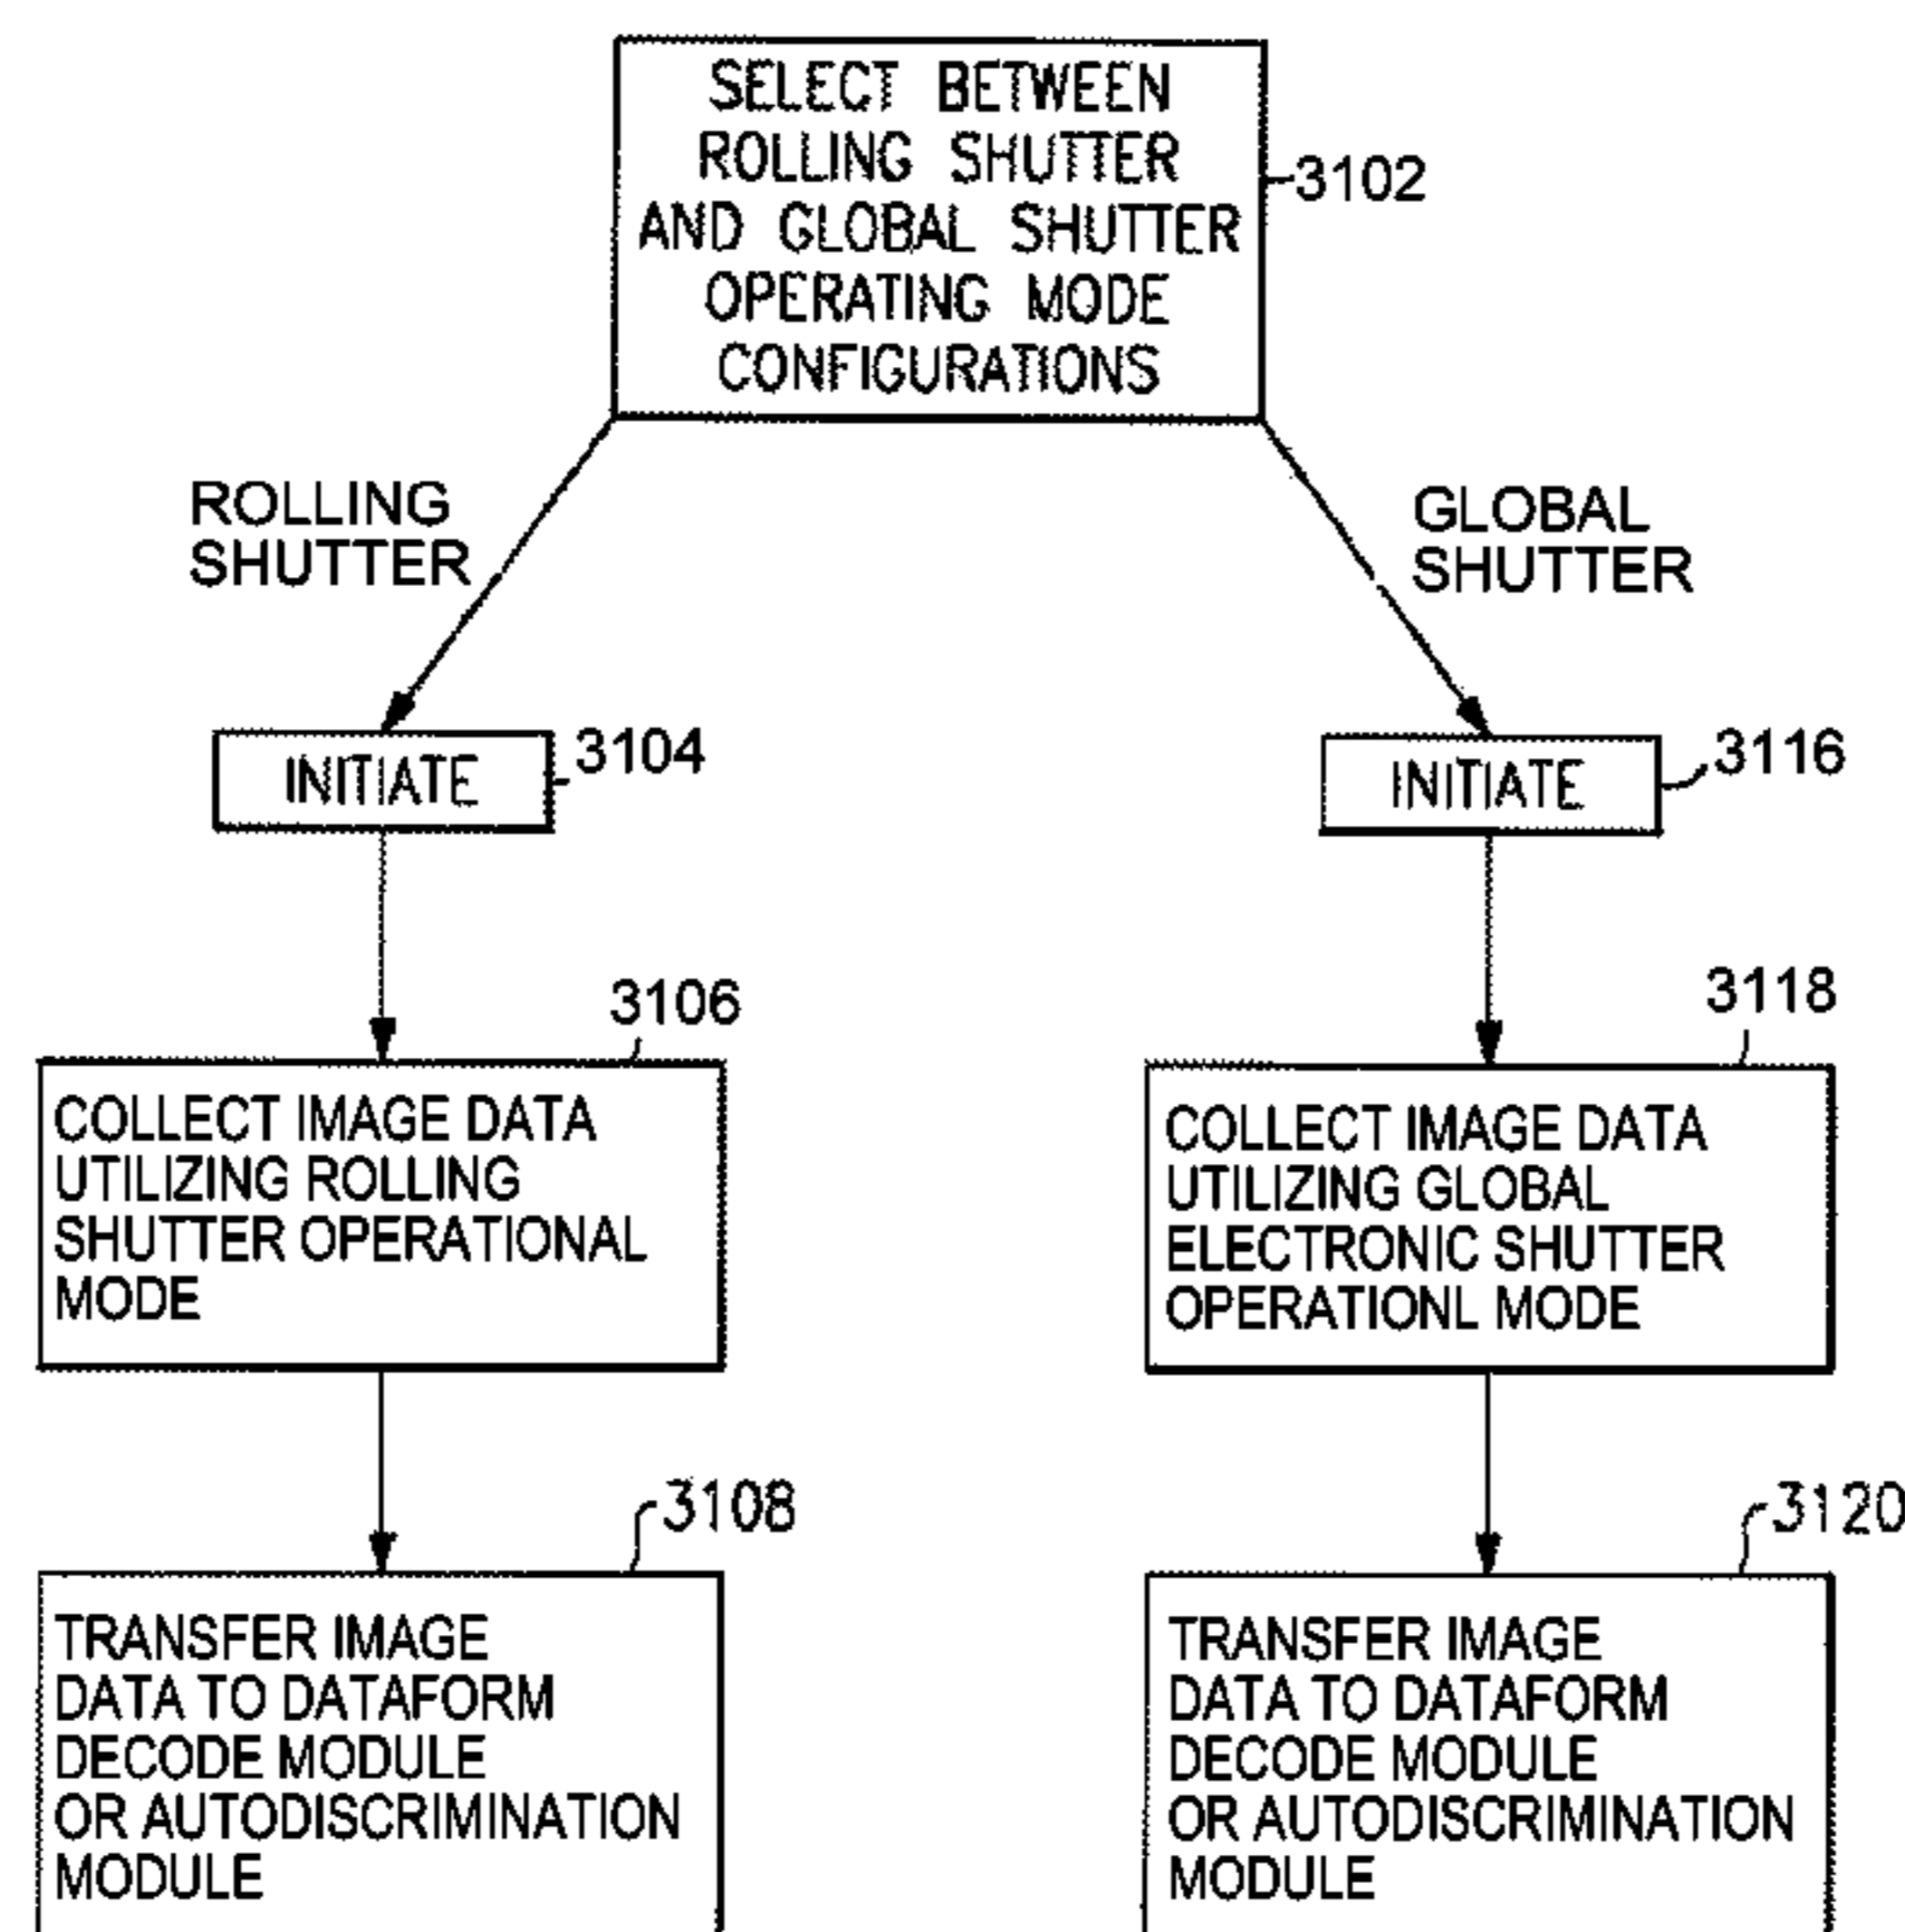 SELECT BETWEEN
ROLLING SHUTTER
AND GLOBAL SHUTTER
OPERATING MODE
CONFIGURATIONS
3102
ROLLING
SHUTTER
GLOBAL
SHUTTER
INITIATE
3104
INITIATE
3116
3106
COLLECT IMAGE DATA
UTILIZING ROLLING
SHUTTER OPERATIONAL
MODE
3118
COLLECT IMAGE DATA
UTILIZING GLOBAL
ELECTRONIC SHUTTER
OPERATIONL MODE
3108
TRANSFER IMAGE
DATA TO DATAFORM
DECODE MODULE
OR AUTODISCRIMINATION
MODULE
3120
TRANSFER IMAGE
DATA TO DATAFORM
DECODE MODULE
OR AUTODISCRIMINATION
MODULE